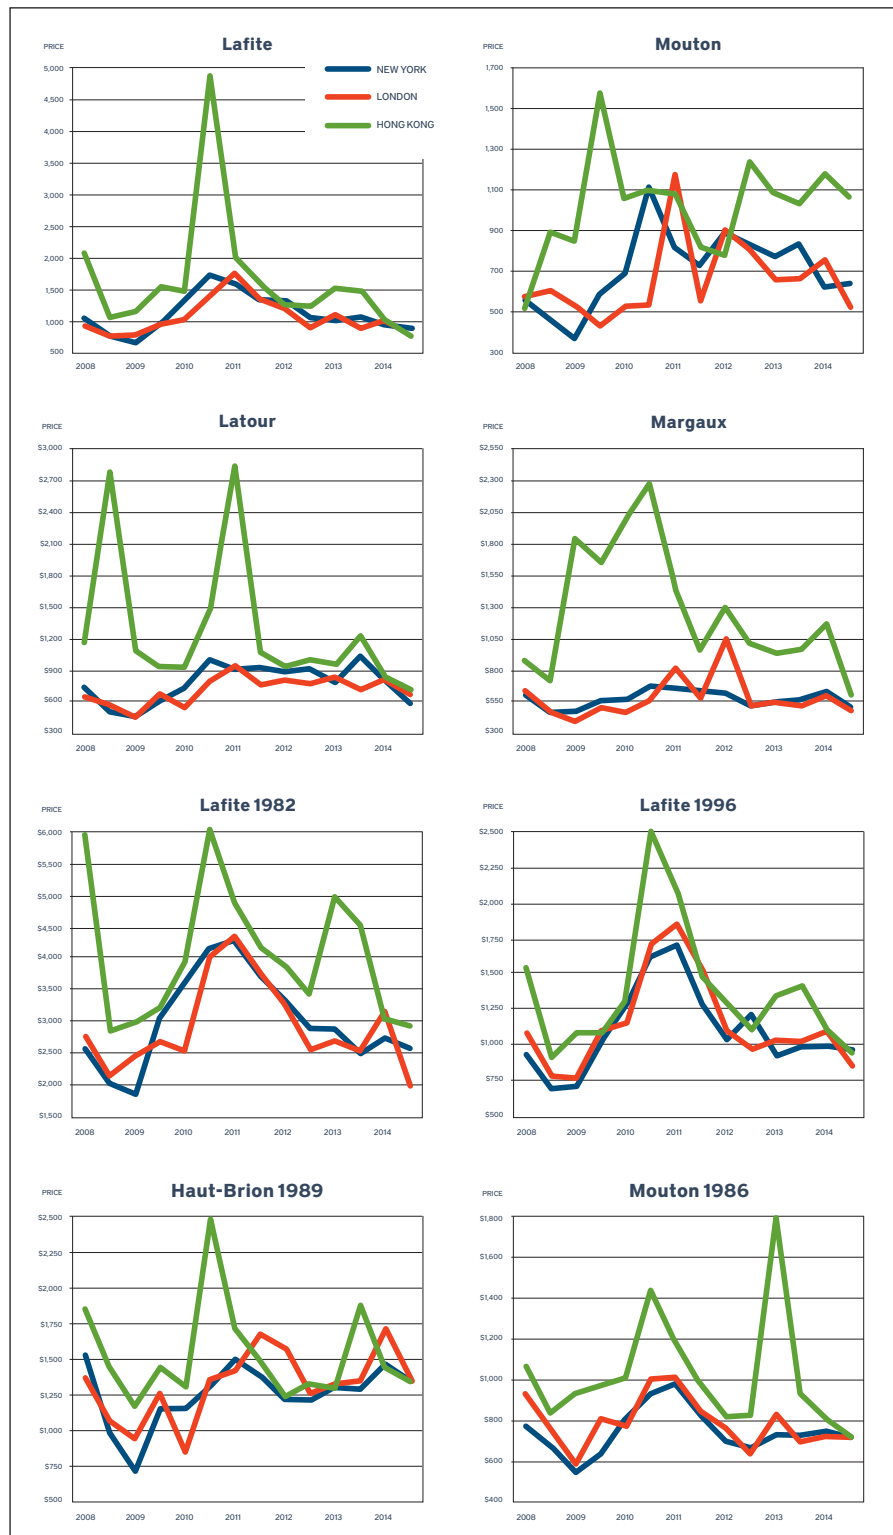 Lafite
PRICE
5,000
4,500
4,000
3,500
3,000
2,500
2,000
1,500
1,000
500
2008 2009 2010 2011 2012 2013 2014
NEW YORK
LONDON
HONG KONG
Mouton
PRICE
1,700
1,500
1,300
1,100
900
700
500
300
2008 2009 2010 2011 2012 2013 2014
Latour
PRICE
$3,000
$2,700
$2,400
$2,100
$1,800
$1,500
$1,200
$900
$600
$300
2008 2009 2010 2011 2012 2013 2014
Margaux
PRICE
$2,550
$2,300
$2,050
$1,800
$1,550
$1,300
$1,050
$800
$550
$300
2008 2009 2010 2011 2012 2013 2014
Lafite 1982
PRICE
$6,000
$5,500
$5,000
$4,500
$4,000
$3,500
$3,000
$2,500
$2,000
$1,500
2008 2009 2010 2011 2012 2013 2014
Lafite 1996
PRICE
$2,500
$2,250
$2,000
$1,750
$1,500
$1,250
$1,000
$750
$500
2008 2009 2010 2011 2012 2013 2014
Haut-Brion 1989
PRICE
$2,500
$2,250
$2,000
$1,750
$1,500
$1,250
$1,000
$750
$500
2008 2009 2010 2011 2012 2013 2014
Mouton 1986
PRICE
$1,800
$1,600
$1,400
$1,200
$1,000
$800
$600
$400
2008 2009 2010 2011 2012 2013 2014